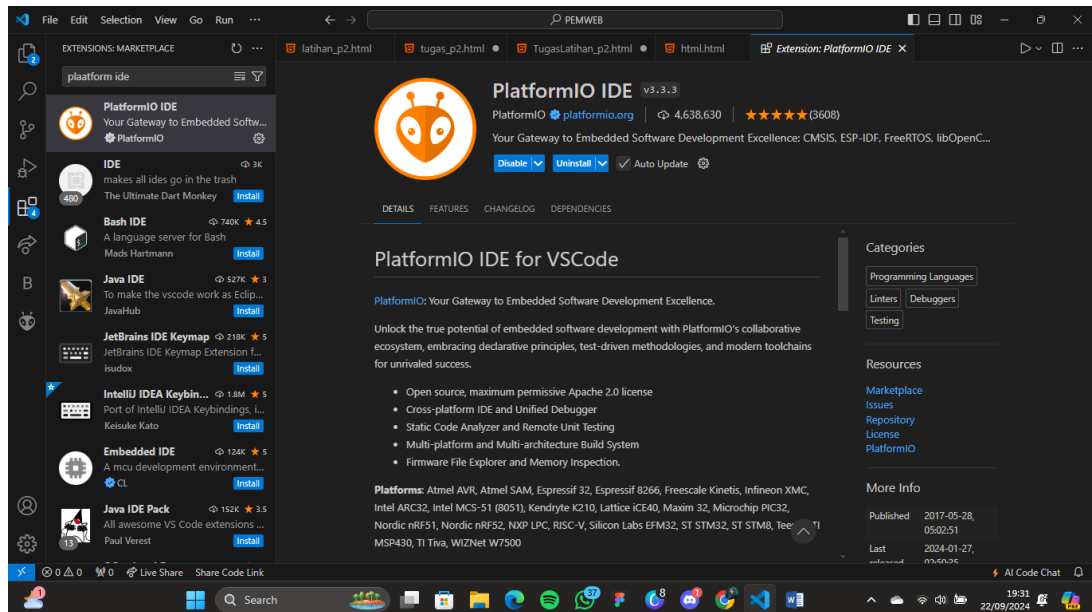 File Edit Selection View Go Run ··· PEMWEB
EXTENSIONS: MARKETPLACE
latihan_p2.html tugas_p2.html TugasLatihan_p2.html html.html Extension: PlatformIO IDE
plaatform ide
PlatformIO IDE
Your Gateway to Embedded Softw...
PlatformIO
IDE 3K
makes all ides go in the trash
The Ultimate Dart Monkey Install
480
Bash IDE 740K 4.5
A language server for Bash
Mads Hartmann Install
Java IDE 527K 3
To make the vscode work as Eclip...
JavaHub Install
JetBrains IDE Keymap 218K 5
JetBrains IDE Keymap Extension f...
isudox Install
IntelliJ IDEA Keybin... 1.8M 5
Port of IntelliJ IDEA Keybindings, i...
Keisuke Kato Install
Embedded IDE 124K 5
A mcu development environment...
CL Install
Java IDE Pack 152K 3.5
All awesome VS Code extensions ...
Paul Verest Install
13
2
4
B
PlatformIO IDE v3.3.3
PlatformIO platformio.org 4,638,630 (3608)
Your Gateway to Embedded Software Development Excellence: CMSIS, ESP-IDF, FreeRTOS, libOpenC...
Disable Uninstall Auto Update
DETAILS FEATURES CHANGELOG DEPENDENCIES
PlatformIO IDE for VSCode
PlatformIO: Your Gateway to Embedded Software Development Excellence.
Unlock the true potential of embedded software development with PlatformIO's collaborative
ecosystem, embracing declarative principles, test-driven methodologies, and modern toolchains
for unrivaled success.
• Open source, maximum permissive Apache 2.0 license
• Cross-platform IDE and Unified Debugger
• Static Code Analyzer and Remote Unit Testing
• Multi-platform and Multi-architecture Build System
• Firmware File Explorer and Memory Inspection.
Platforms: Atmel AVR, Atmel SAM, Espressif 32, Espressif 8266, Freescale Kinetis, Infineon XMC,
Intel ARC32, Intel MCS-51 (8051), Kendryte K210, Lattice iCE40, Maxim 32, Microchip PIC32,
Nordic nRF51, Nordic nRF52, NXP LPC, RISC-V, Silicon Labs EFM32, ST STM32, ST STM8, TI
MSP430, TI Tiva, WIZNet W7500
Categories
Programming Languages
Linters Debuggers
Testing
Resources
Marketplace
Issues
Repository
License
PlatformIO
More Info
Published 2017-05-28,
05:02:51
Last 2024-01-27,
0 0 0 Live Share Share Code Link AI Code Chat
1 Search 37 19:31
22/09/2024